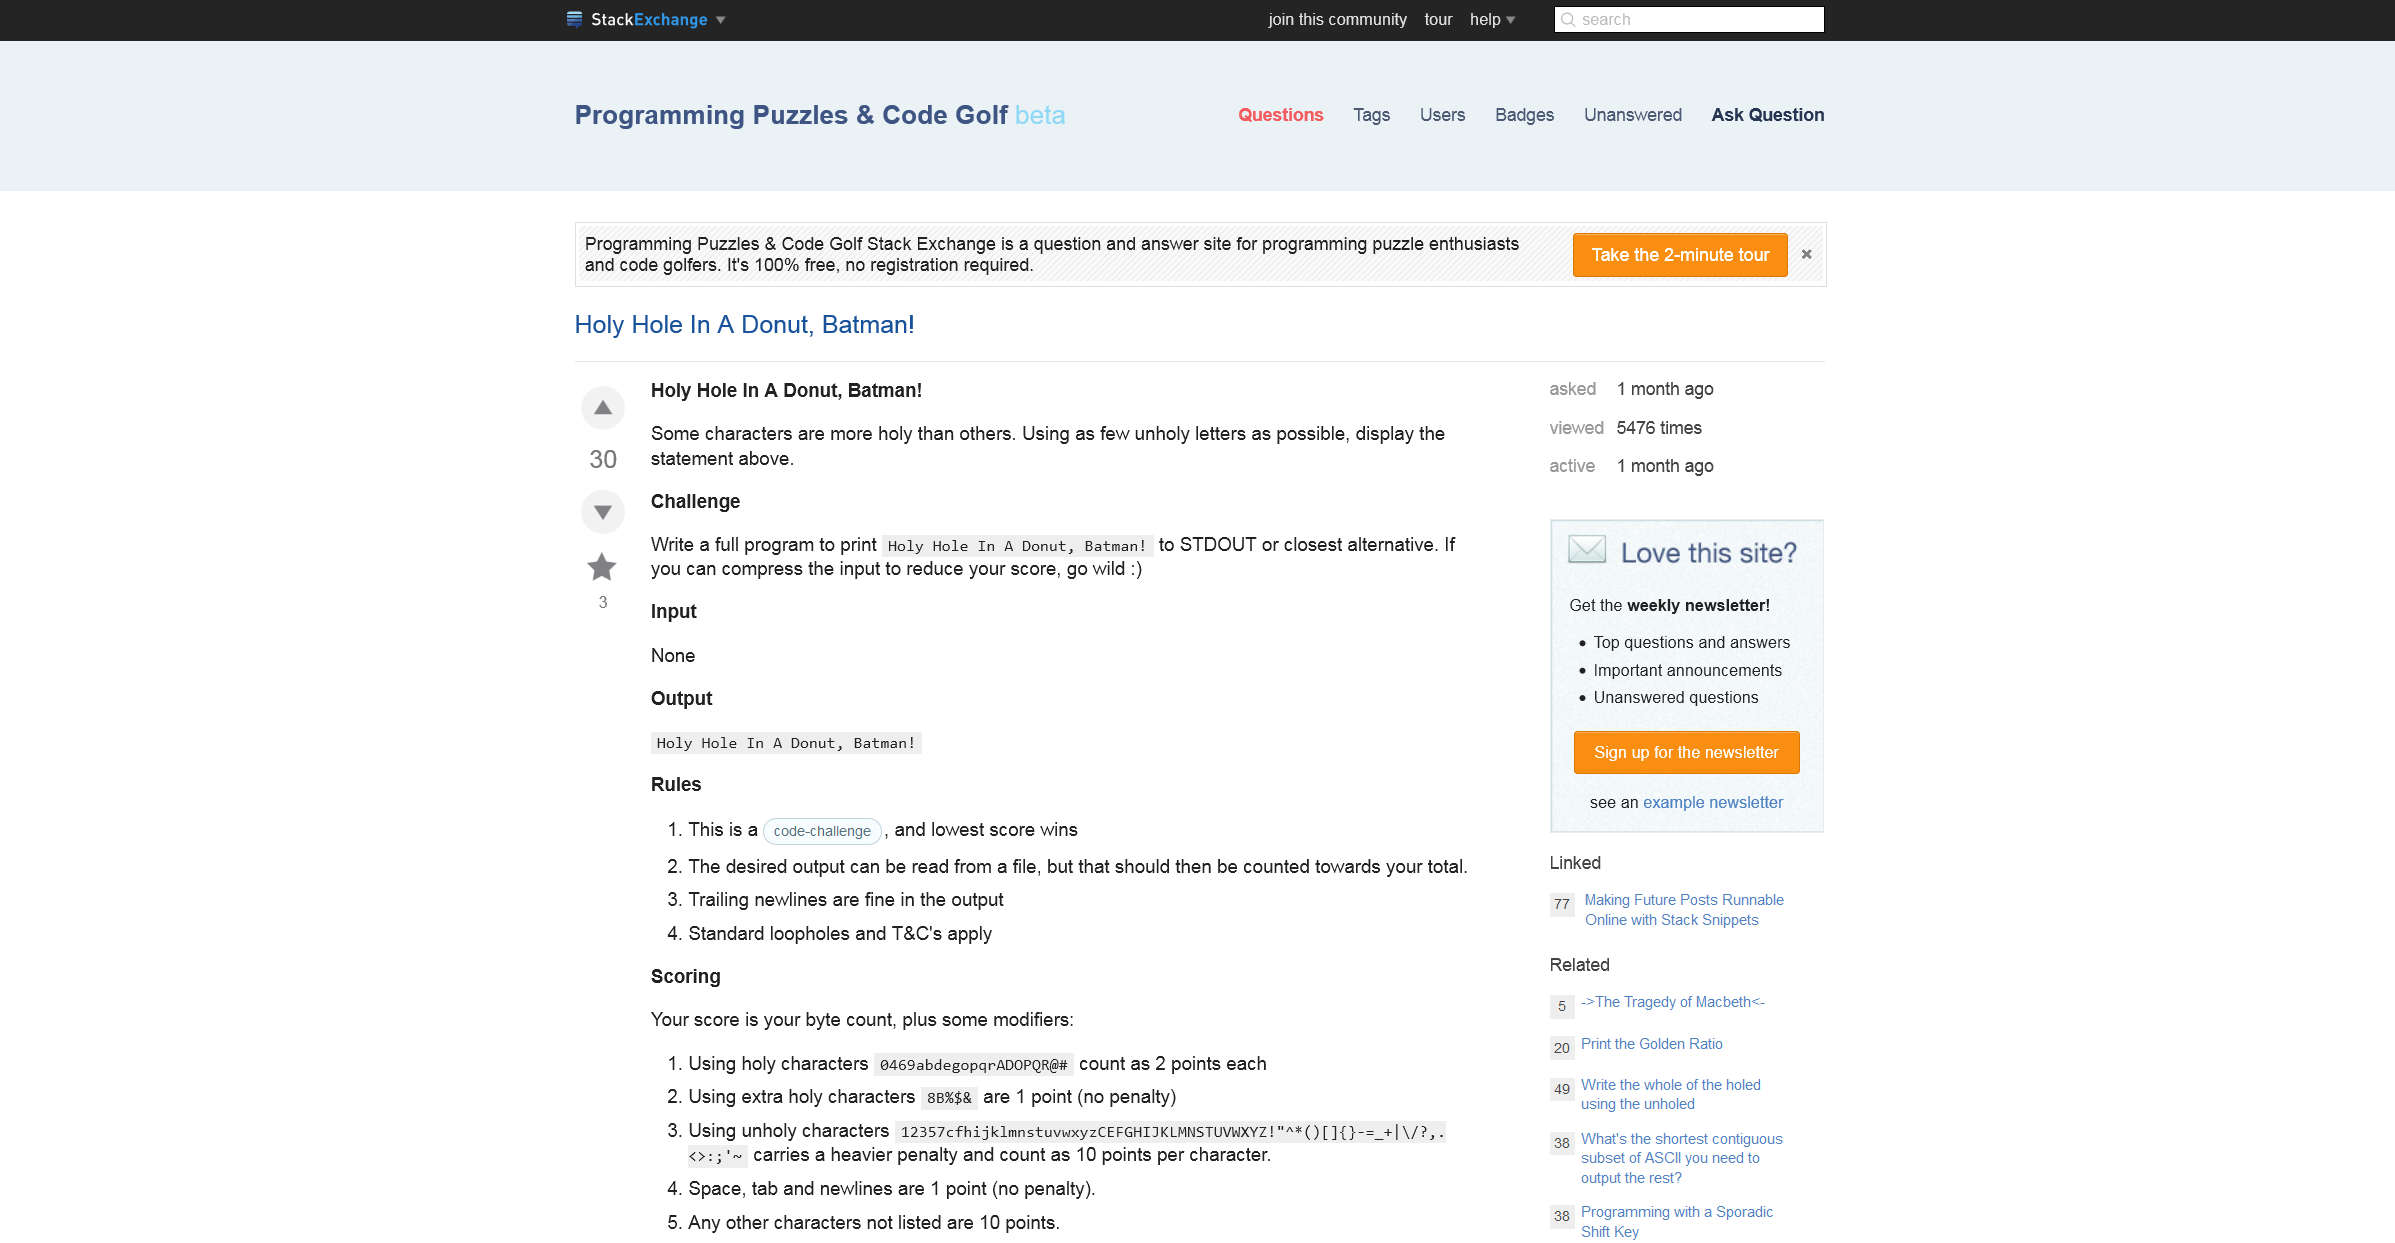 StackExchange
join this community tour help search
Programming Puzzles & Code Golf beta
Questions Tags Users Badges Unanswered Ask Question
Programming Puzzles & Code Golf Stack Exchange is a question and answer site for programming puzzle enthusiasts
and code golfers. It's 100% free, no registration required.
Take the 2-minute tour
Holy Hole In A Donut, Batman!
30
3
Holy Hole In A Donut, Batman!
Some characters are more holy than others. Using as few unholy letters as possible, display the
statement above.
Challenge
Write a full program to print Holy Hole In A Donut, Batman! to STDOUT or closest alternative. If
you can compress the input to reduce your score, go wild :)
Input
None
Output
Holy Hole In A Donut, Batman!
Rules
1. This is a code-challenge, and lowest score wins
2. The desired output can be read from a file, but that should then be counted towards your total.
3. Trailing newlines are fine in the output
4. Standard loopholes and T&C's apply
Scoring
Your score is your byte count, plus some modifiers:
1. Using holy characters 0469abdegopqrADOPQR@# count as 2 points each
2. Using extra holy characters 8B%$& are 1 point (no penalty)
3. Using unholy characters 12357cfhijklmnstuvwxyzCEFGHIJKLMNSTUVWXYZ!"^*()[]{}-=_+|\/?,.
<>:;'~ carries a heavier penalty and count as 10 points per character.
4. Space, tab and newlines are 1 point (no penalty).
5. Any other characters not listed are 10 points.
asked 1 month ago
viewed 5476 times
active 1 month ago
Love this site?
Get the weekly newsletter!
• Top questions and answers
• Important announcements
• Unanswered questions
Sign up for the newsletter
see an example newsletter
Linked
77 Making Future Posts Runnable
Online with Stack Snippets
Related
5 ->The Tragedy of Macbeth<-
20 Print the Golden Ratio
49 Write the whole of the holed
using the unholed
38 What's the shortest contiguous
subset of ASCII you need to
output the rest?
38 Programming with a Sporadic
Shift Key